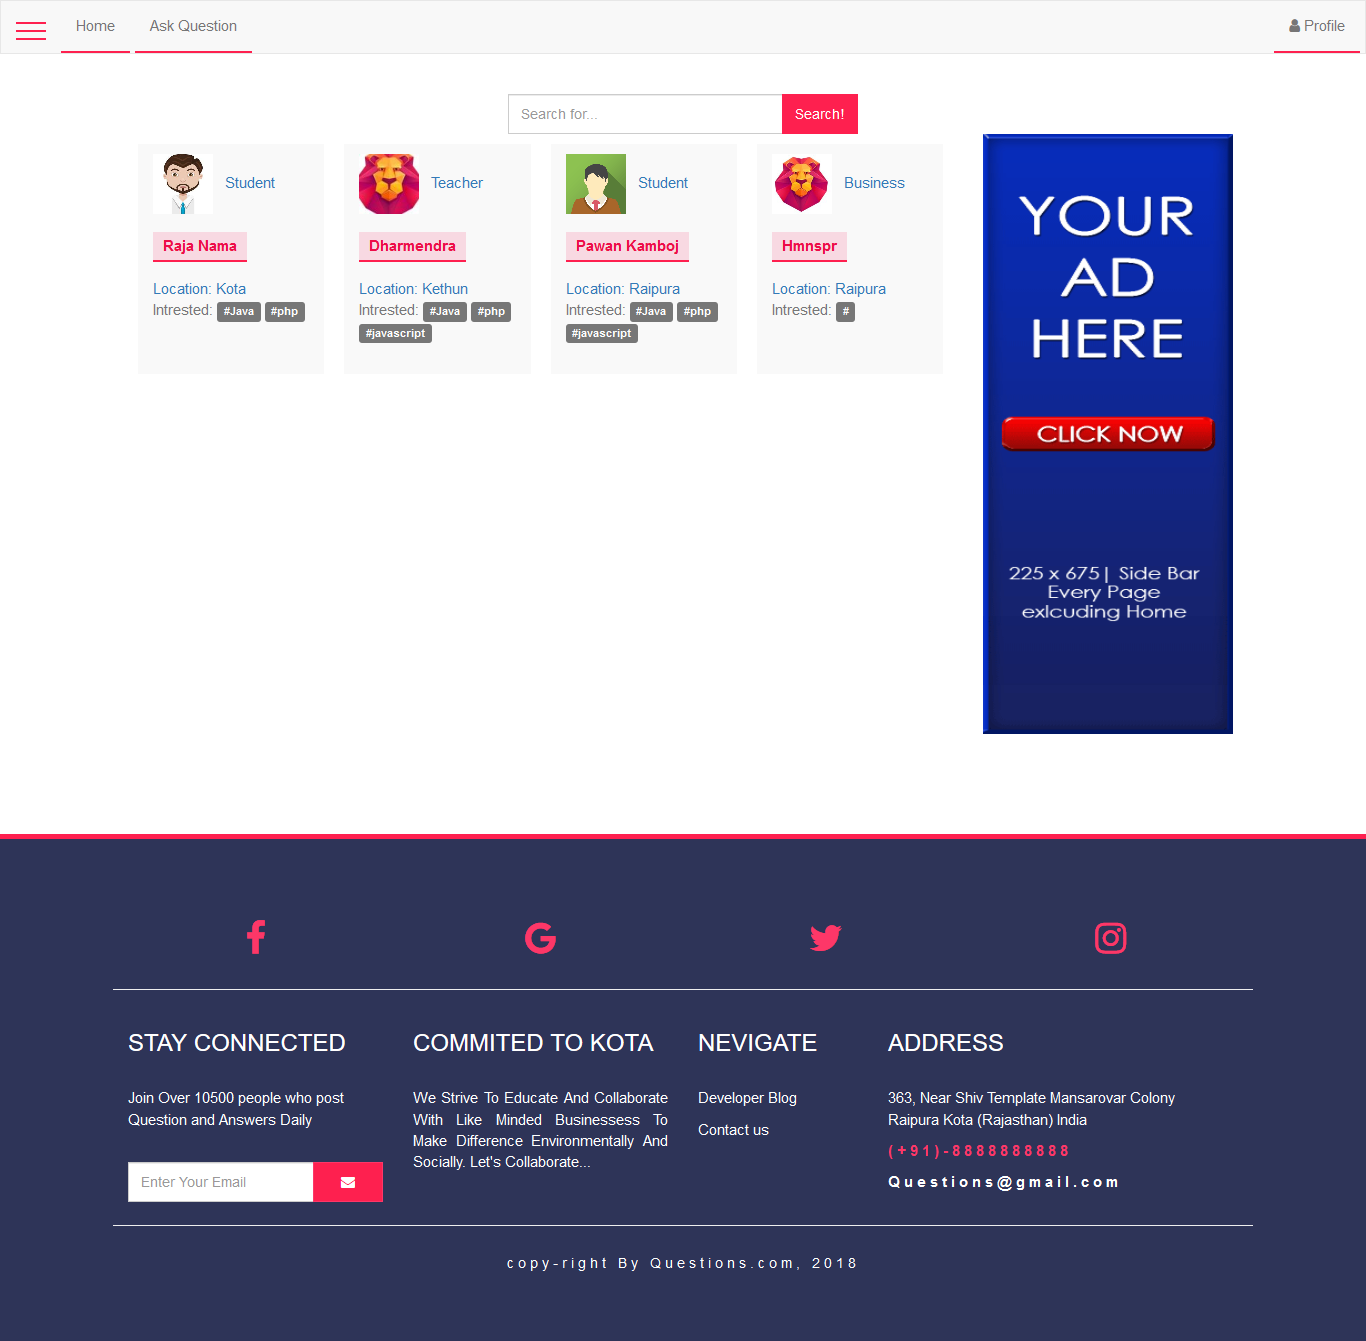 Home
Ask Question
Profile
Search for...
Search!
Student
Raja Nama
Location: Kota
Intrested: #Java #php
Teacher
Dharmendra
Location: Kethun
Intrested: #Java #php
#javascript
Student
Pawan Kamboj
Location: Raipura
Intrested: #Java #php
#javascript
Business
Hmnspr
Location: Raipura
Intrested: #
YOUR
AD
HERE
CLICK NOW
225 x 675| Side Bar
Every Page
exlcuding Home
STAY CONNECTED
Join Over 10500 people who post
Question and Answers Daily
Enter Your Email
COMMITED TO KOTA
We Strive To Educate And Collaborate
With Like Minded Businessess To
Make Difference Environmentally And
Socially. Let's Collaborate...
NEVIGATE
Developer Blog
Contact us
ADDRESS
363, Near Shiv Template Mansarovar Colony
Raipura Kota (Rajasthan) India
(+91)-8888888888
Questions@gmail.com
copy-right By Questions.com, 2018